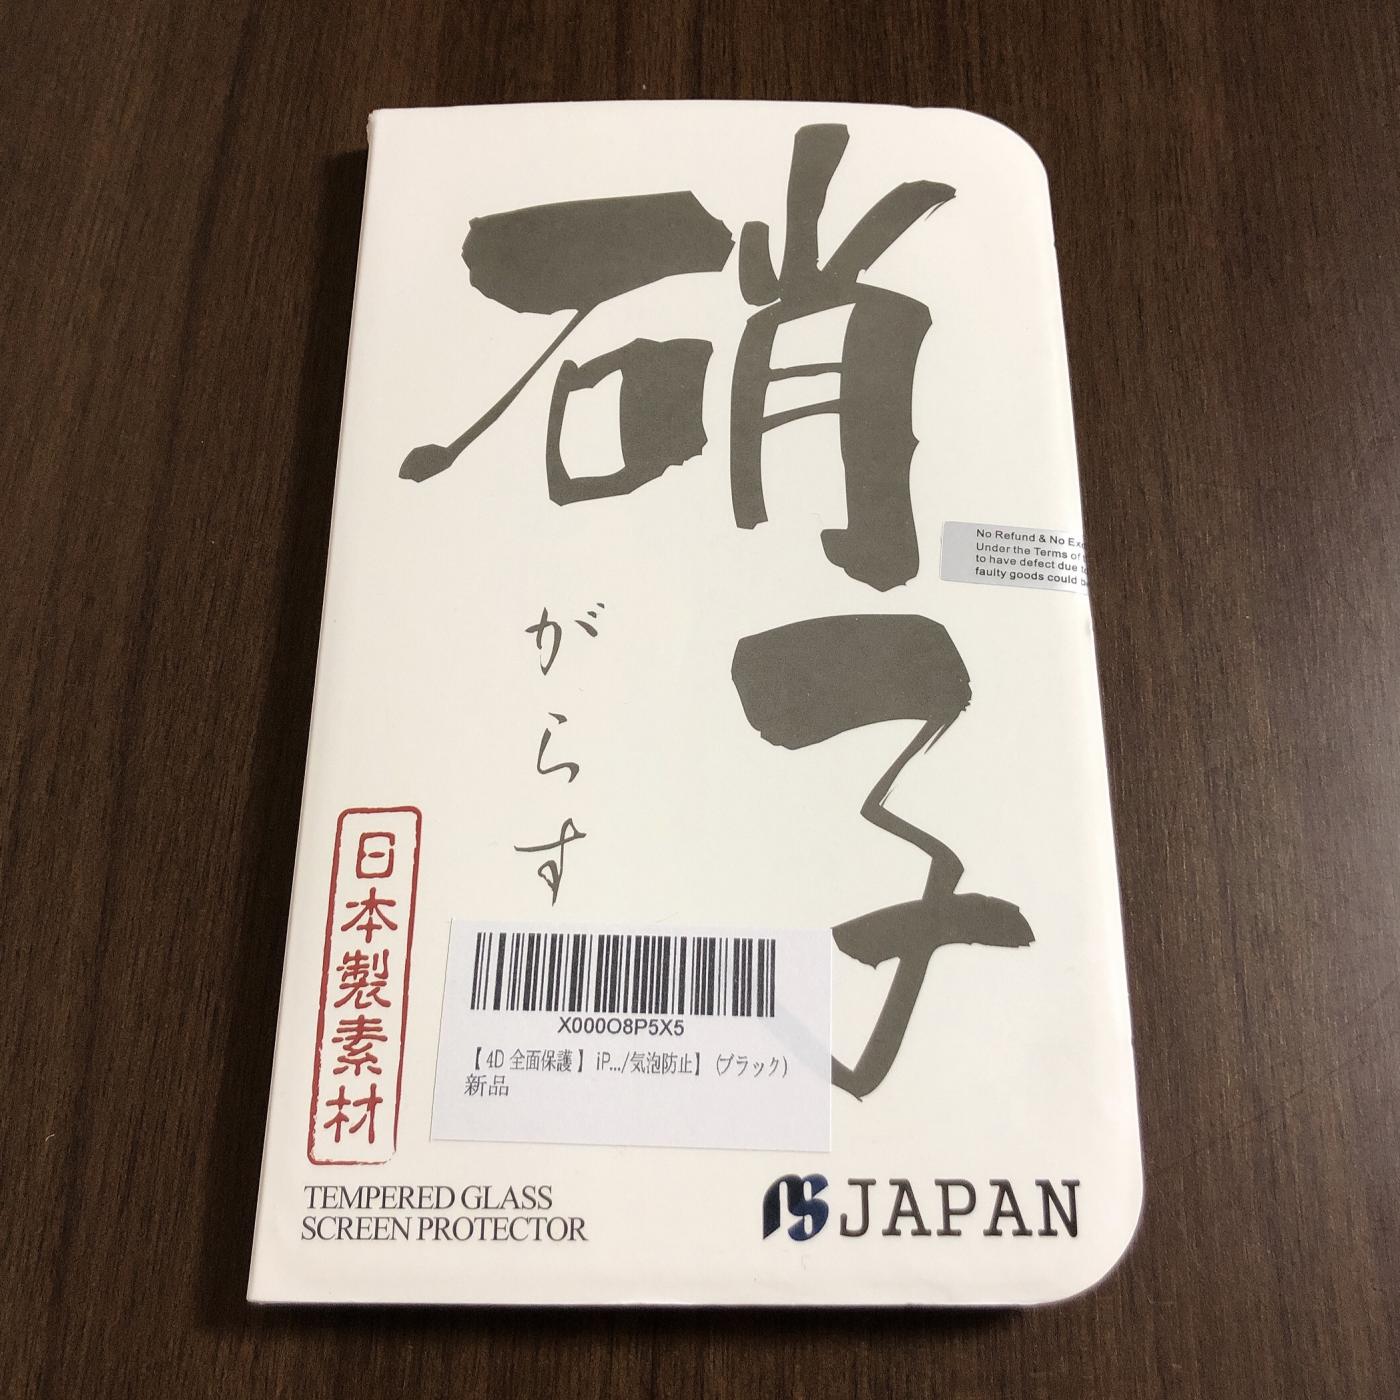 硝子
がらす
No Refund & No
Under the Terms of
to have defect due
faulty goods could
日本製素材
X000O8P5X5
【 4D 全面保護 】 iP.../気泡防止】 (ブラック)
新品
TEMPERED GLASS
SCREEN PROTECTOR
JAPAN